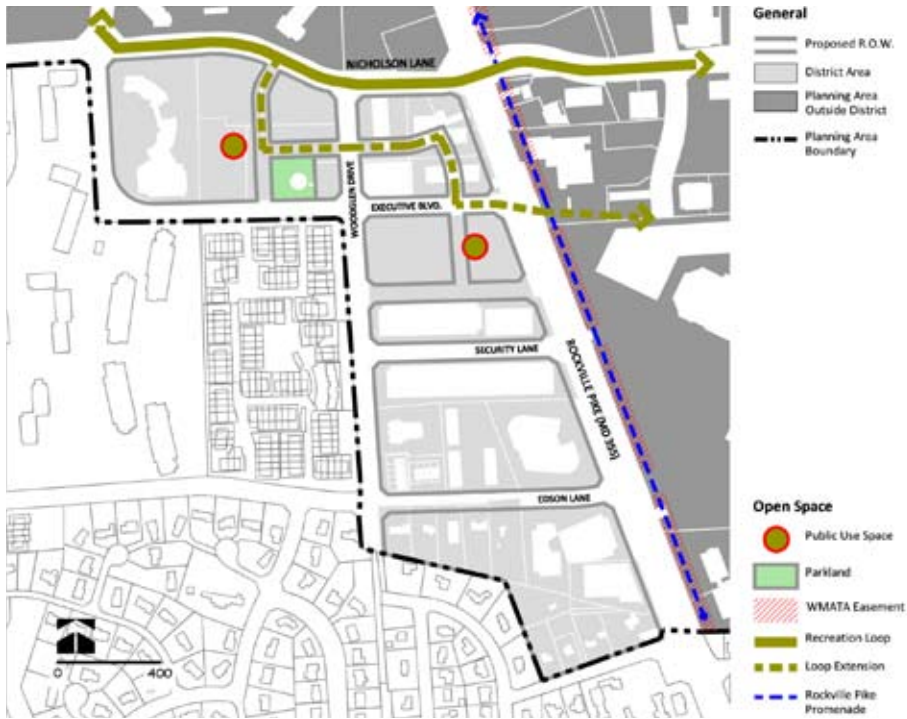 General
Proposed R.O.W.
District Area
Planning Area
Outside District
Planning Area
Boundary
NICHOLSON LANE
WOODGLEN DRIVE
EXECUTIVE BLVD.
SECURITY LANE
ROCKVILLE PIKE (MD 355)
EDSON LANE
0 400
Open Space
Public Use Space
Parkland
WMATA Easement
Recreation Loop
Loop Extension
Rockville Pike
Promenade